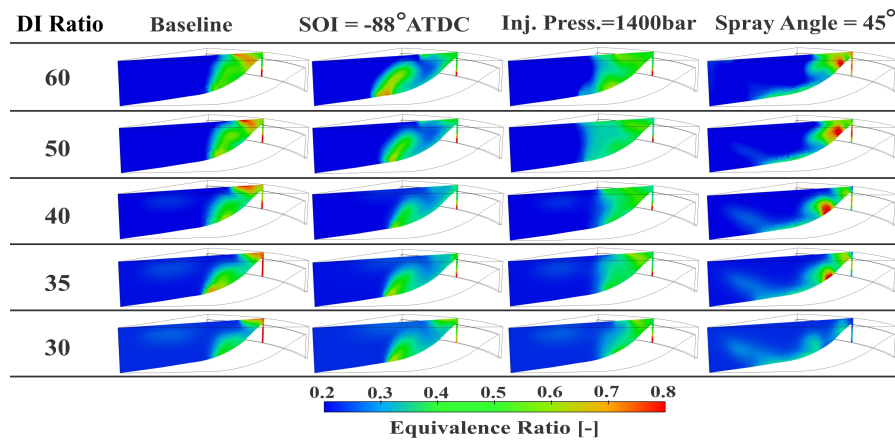 DI Ratio Baseline SOI = -88°ATDC Inj. Press.=1400bar Spray Angle = 45°
60
50
40
35
30
0.2 0.3 0.4 0.5 0.6 0.7 0.8
Equivalence Ratio [-]